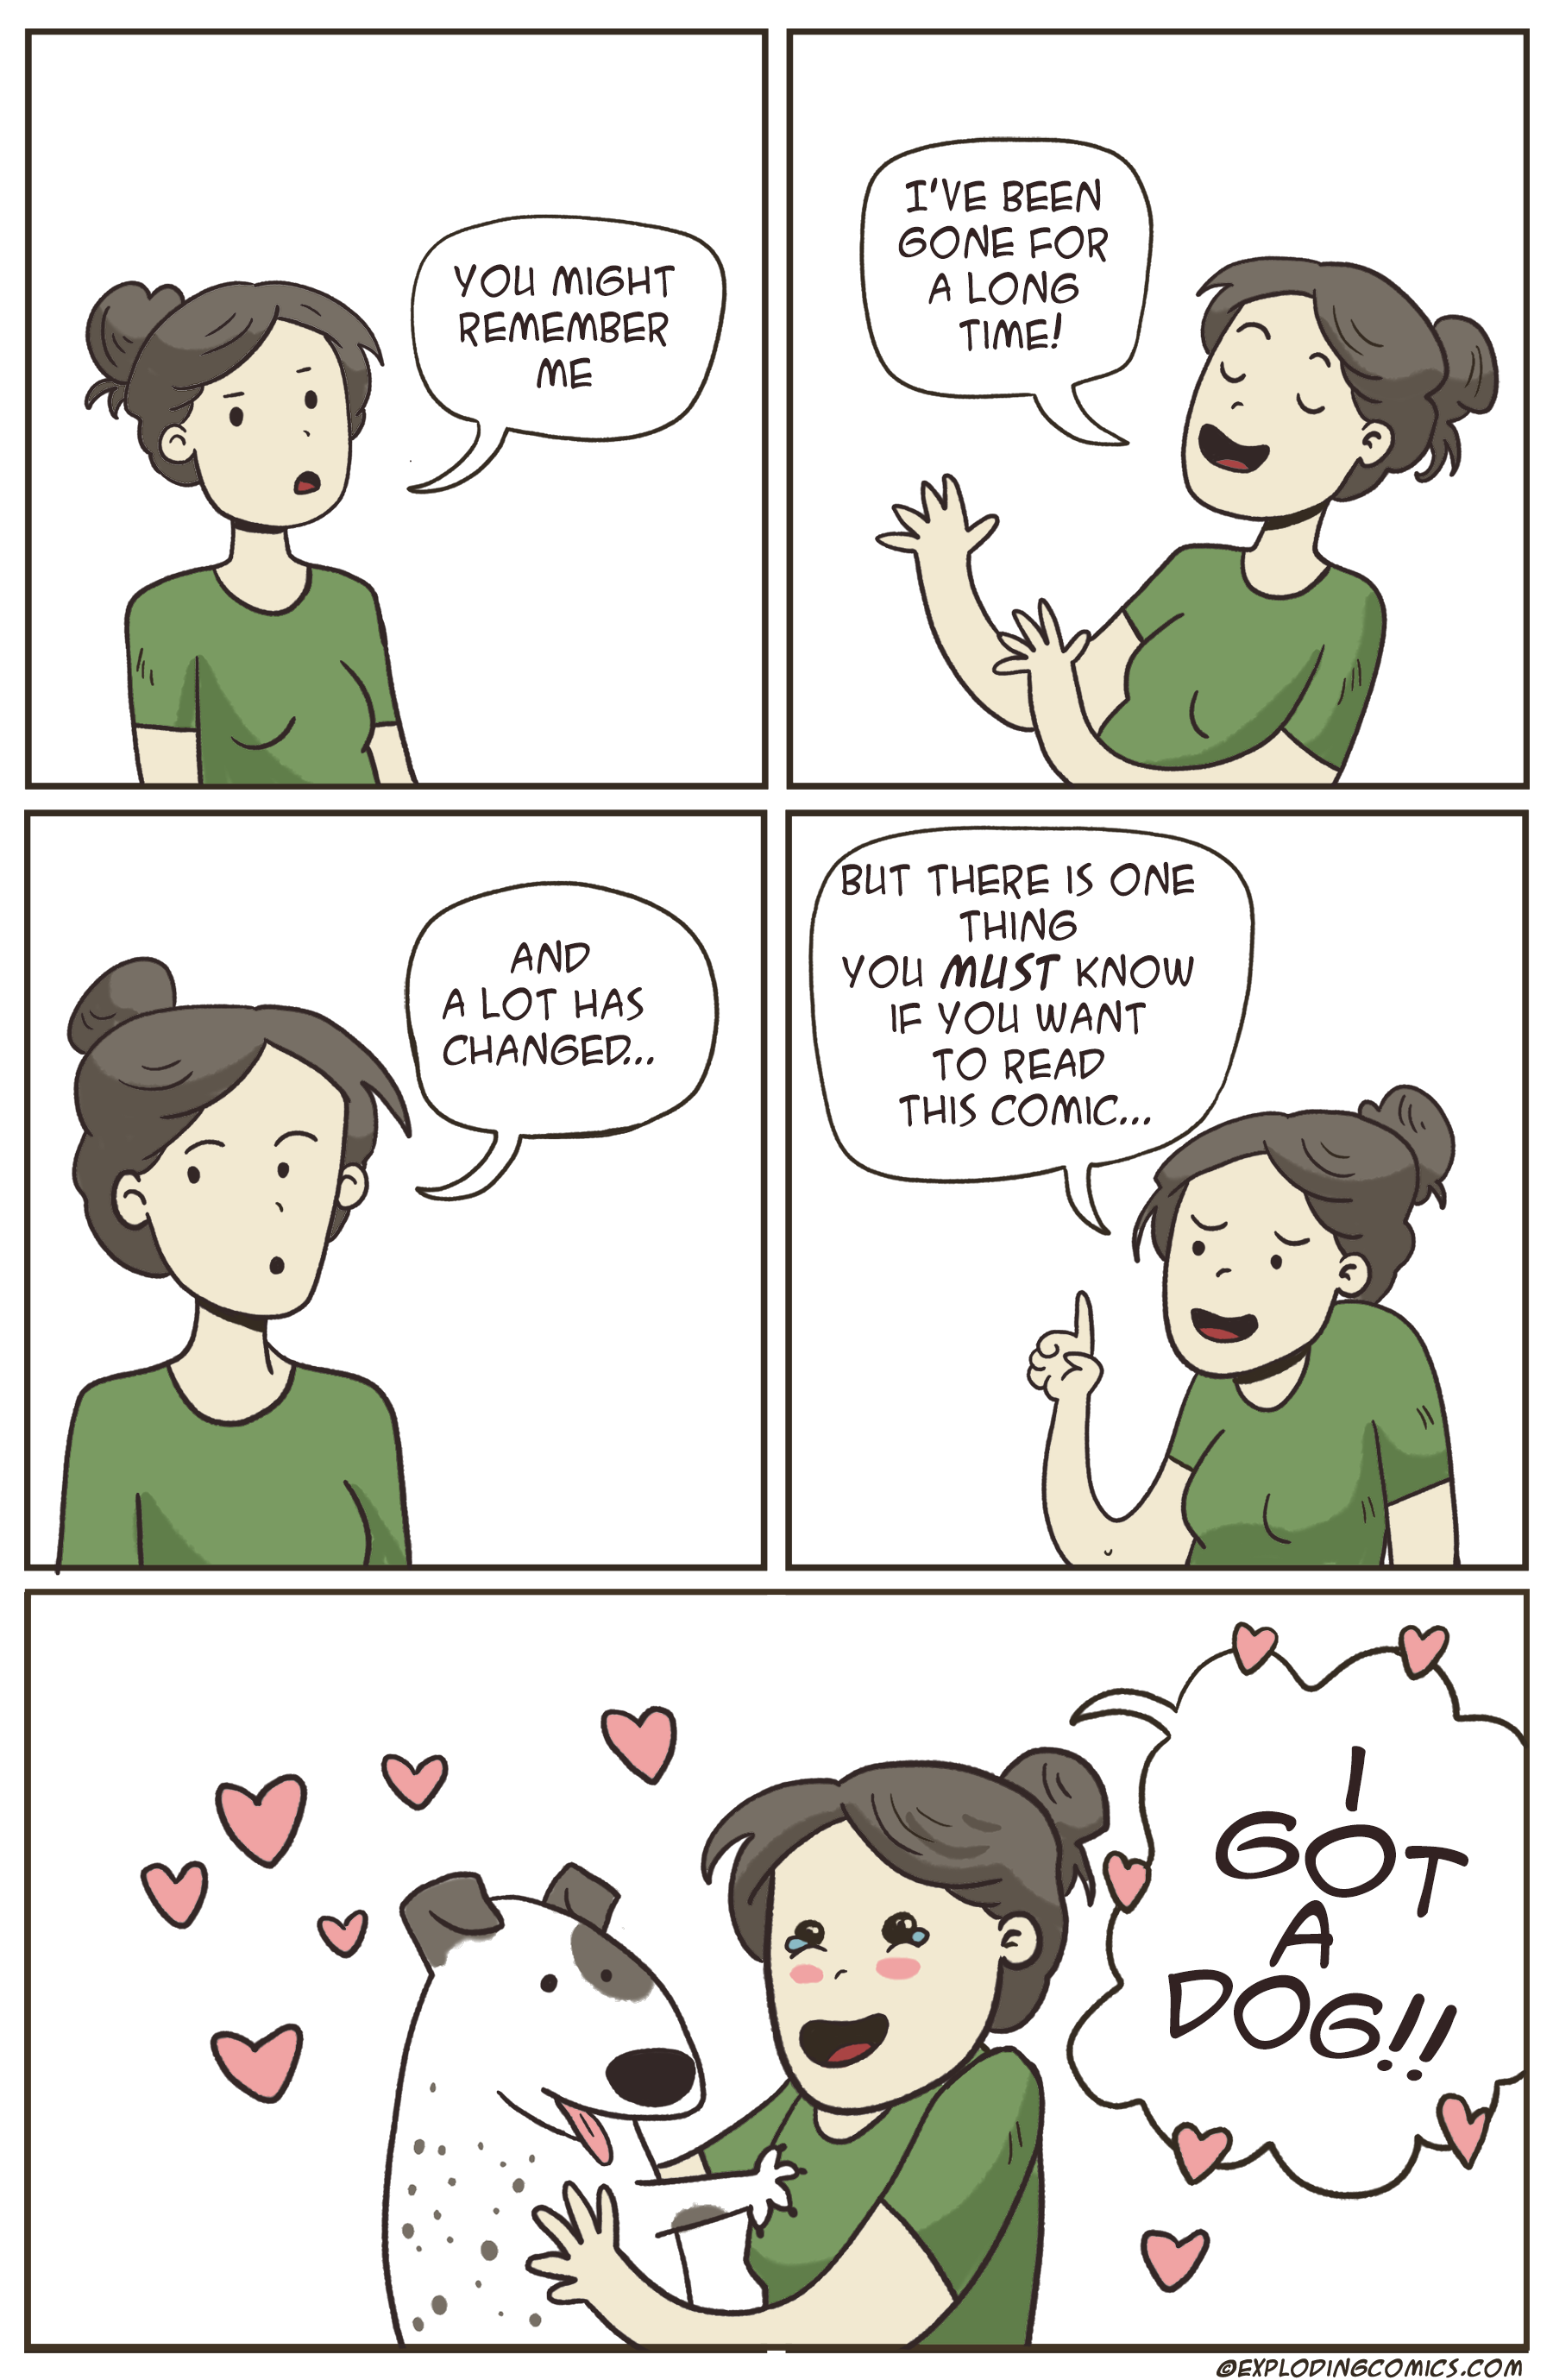 YOU MIGHT
REMEMBER
ME
I'VE BEEN
GONE FOR
A LONG
TIME!
AND
A LOT HAS
CHANGED...
BUT THERE IS ONE
THING
YOU MUST KNOW
IF YOU WANT
TO READ
THIS COMIC...
I
GOT
A
DOG!!!
©EXPLODINGCOMICS.COM